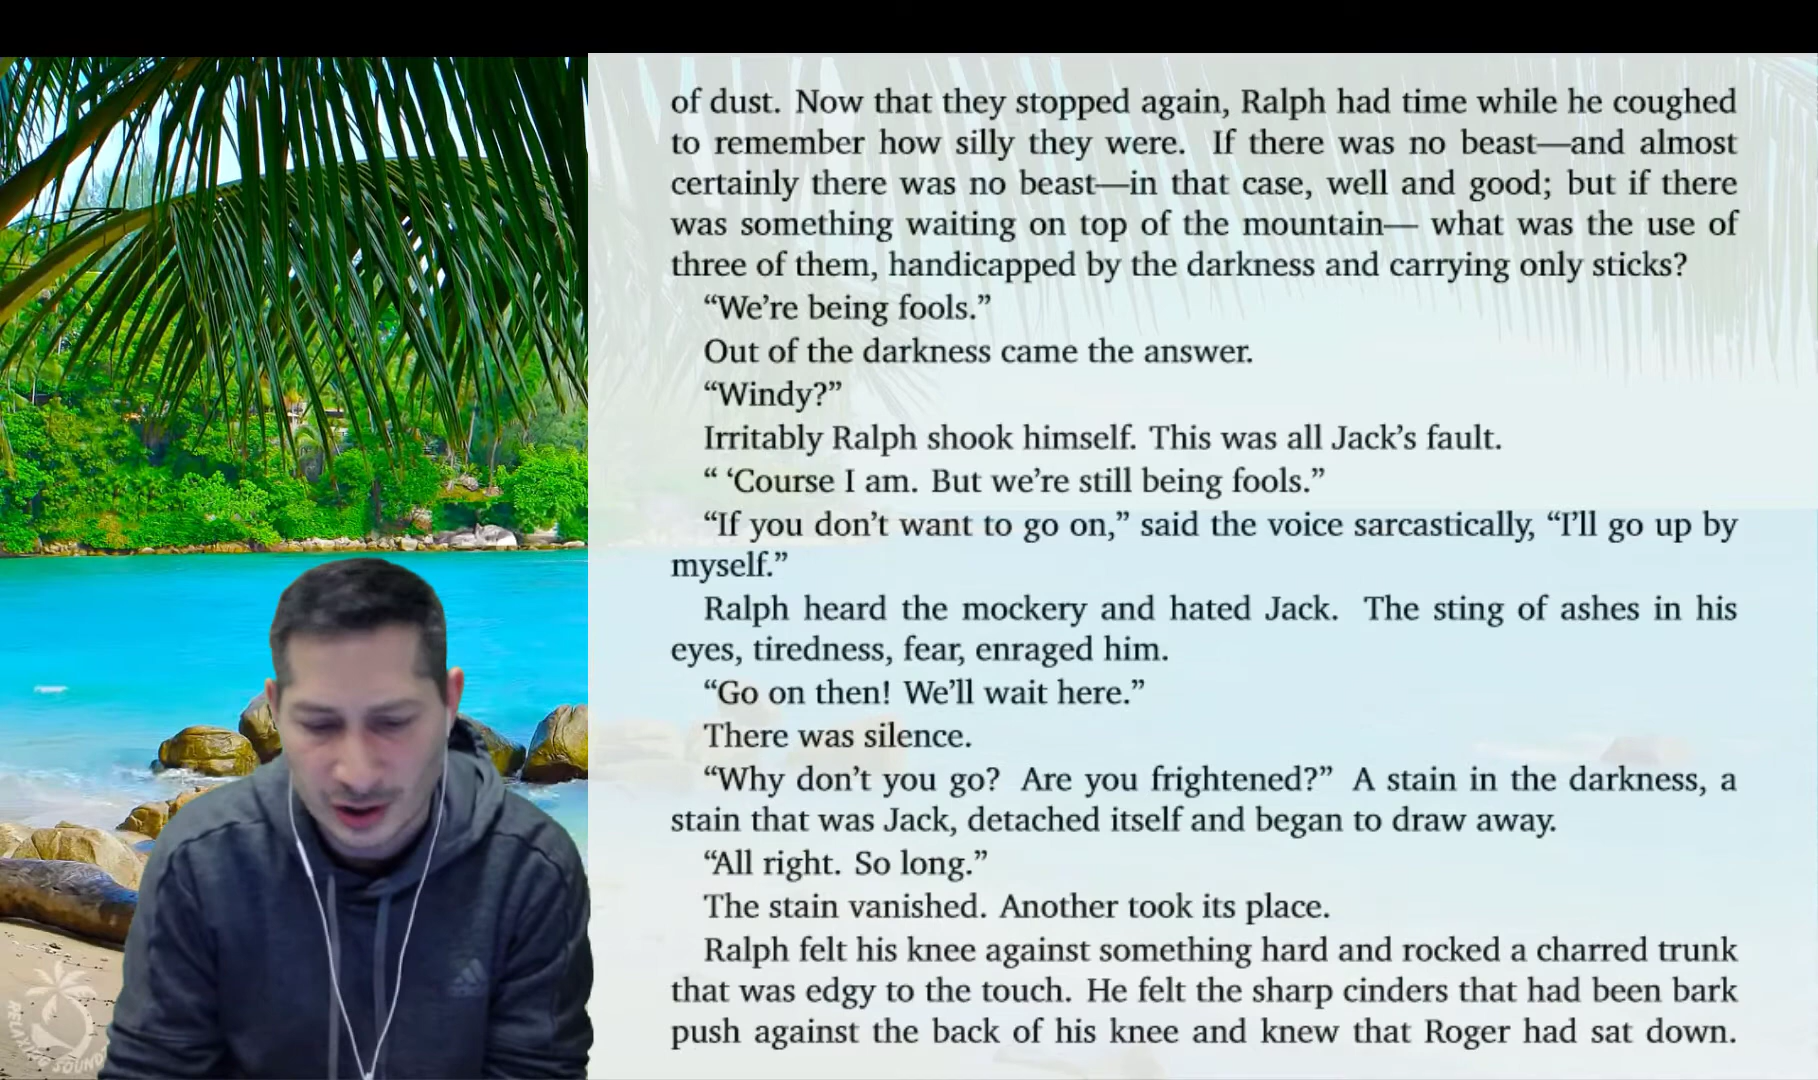 of dust. Now that they stopped again, Ralph had time while he coughed
to remember how silly they were. If there was no beast—and almost
certainly there was no beast—in that case, well and good; but if there
was something waiting on top of the mountain— what was the use of
three of them, handicapped by the darkness and carrying only sticks?
“We’re being fools.”
Out of the darkness came the answer.
“Windy?”
Irritably Ralph shook himself. This was all Jack’s fault.
“ ‘Course I am. But we’re still being fools.”
“If you don’t want to go on,” said the voice sarcastically, “I’ll go up by
myself.”
Ralph heard the mockery and hated Jack. The sting of ashes in his
eyes, tiredness, fear, enraged him.
“Go on then! We’ll wait here.”
There was silence.
“Why don’t you go? Are you frightened?” A stain in the darkness, a
stain that was Jack, detached itself and began to draw away.
“All right. So long.”
The stain vanished. Another took its place.
Ralph felt his knee against something hard and rocked a charred trunk
that was edgy to the touch. He felt the sharp cinders that had been bark
push against the back of his knee and knew that Roger had sat down.
RELAXING SOUND